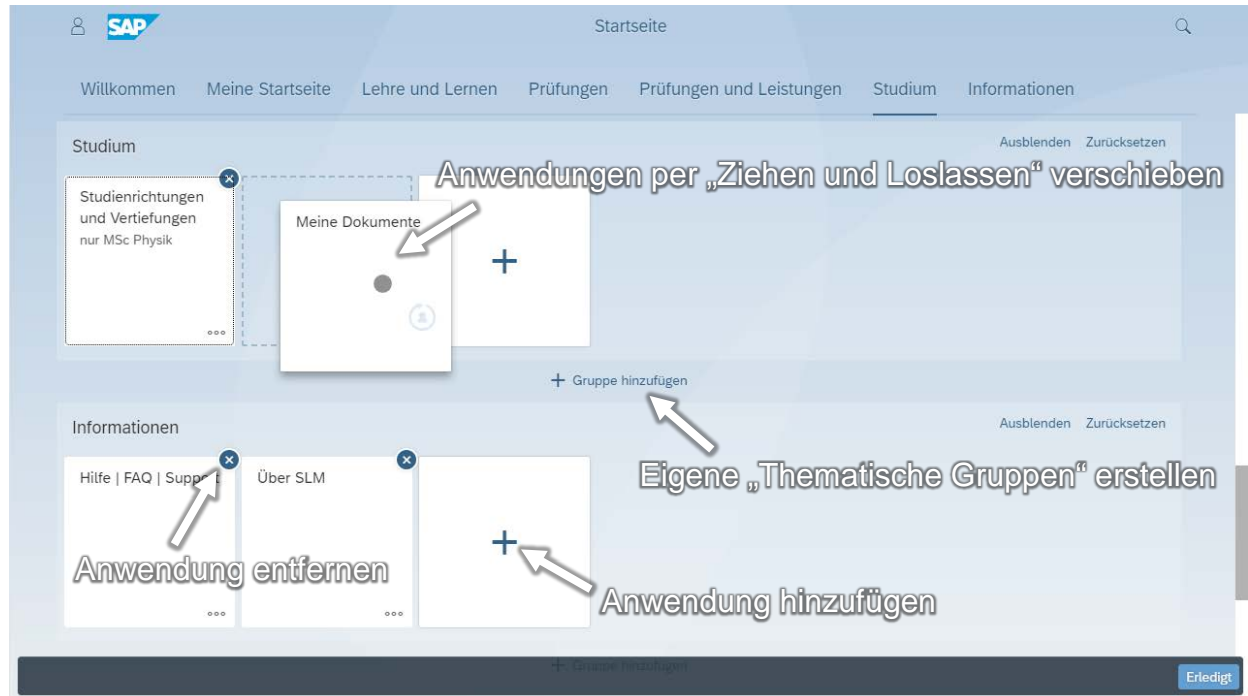 SAP
Startseite
Willkommen Meine Startseite Lehre und Lernen Prüfungen Prüfungen und Leistungen Studium Informationen
Studium
Ausblenden Zurücksetzen
Anwendungen per „Ziehen und Loslassen“ verschieben
Studienrichtungen
und Vertiefungen
nur MSc Physik
Meine Dokumente
+ Gruppe hinzufügen
Informationen
Ausblenden Zurücksetzen
Hilfe | FAQ | Support
Über SLM
Eigene „Thematische Gruppen“ erstellen
Anwendung entfernen
Anwendung hinzufügen
+ Gruppe hinzufügen
Erledigt